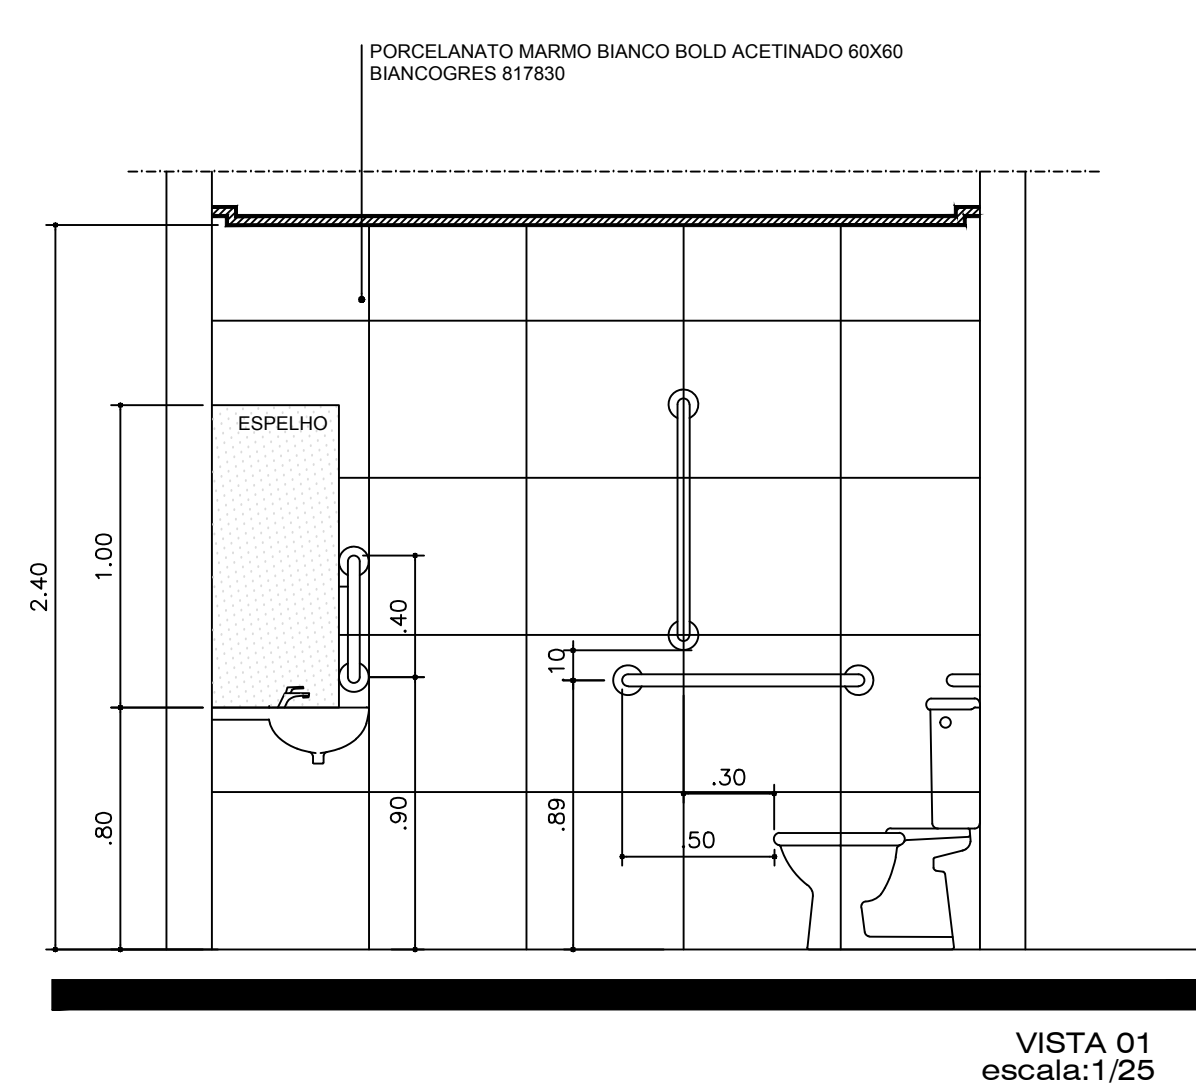 PORCELANATO MARMO BIANCO BOLD ACETINADO 60X60
BIANCOGRES 817830
ESPELHO
2.40
1.00
.40
10
.80
.90
.89
.30
.50
VISTA 01
escala:1/25